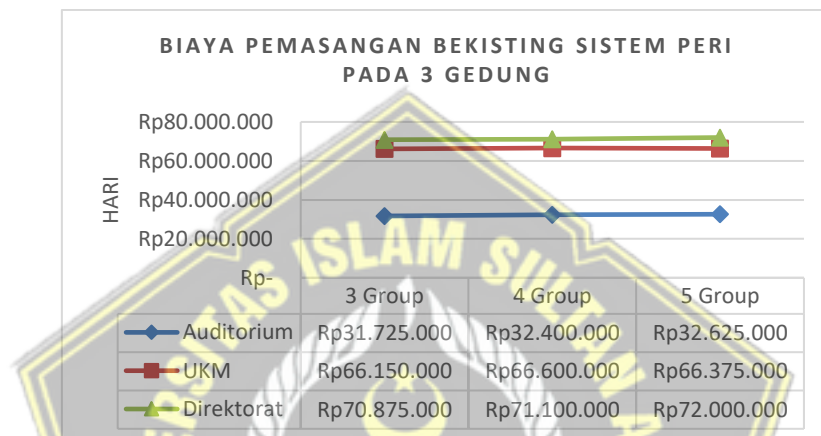 BIAYA PEMASANGAN BEKISTING SISTEM PERI
PADA 3 GEDUNG
HARI
Rp80.000.000
Rp60.000.000
Rp40.000.000
Rp20.000.000
Rp-
3 Group 4 Group 5 Group
Auditorium Rp31.725.000 Rp32.400.000 Rp32.625.000
UKM Rp66.150.000 Rp66.600.000 Rp66.375.000
Direktorat Rp70.875.000 Rp71.100.000 Rp72.000.000
ERSITAS ISLAM SULTAN A